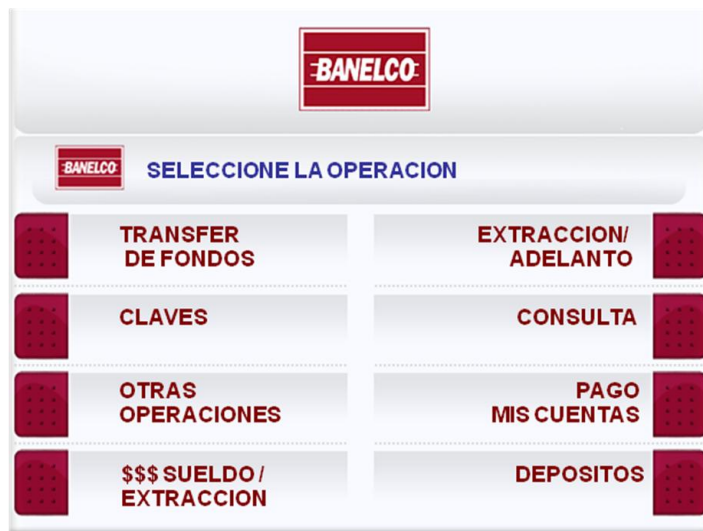 BANELCO
BANELCO
SELECCIONE LA OPERACION
TRANSFER
DE FONDOS
EXTRACCION/
ADELANTO
CLAVES
CONSULTA
OTRAS
OPERACIONES
PAGO
MIS CUENTAS
$$$ SUELDO /
EXTRACCION
DEPOSITOS